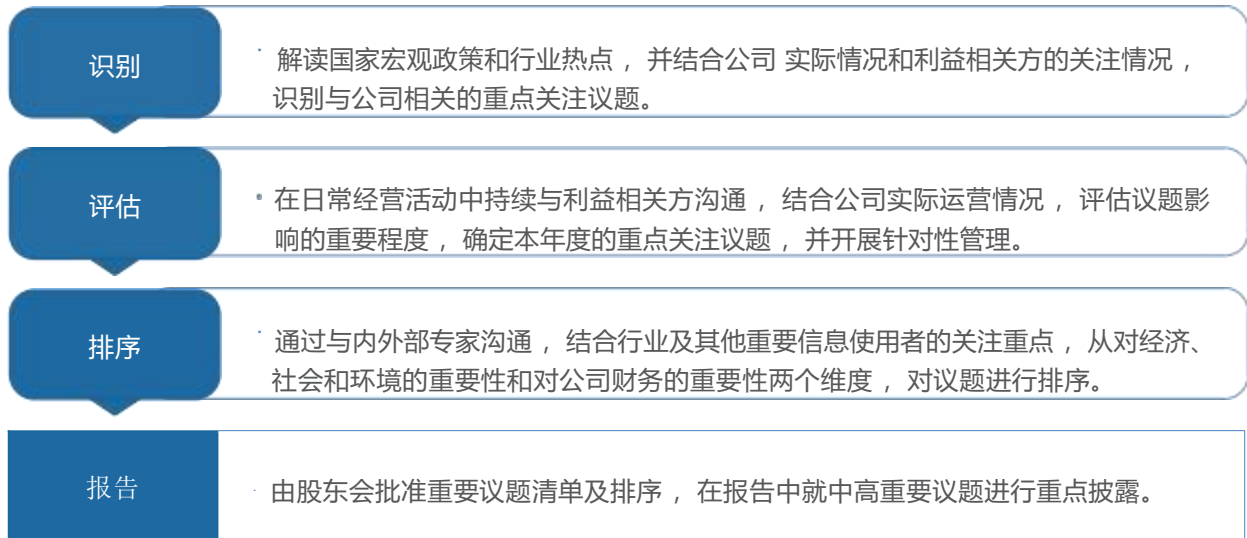 识别
· 解读国家宏观政策和行业热点 ，并结合公司 实际情况和利益相关方的关注情况 ，
识别与公司相关的重点关注议题。
评估
• 在日常经营活动中持续与利益相关方沟通 ，结合公司实际运营情况 ，评估议题影
响的重要程度 ，确定本年度的重点关注议题 ，并开展针对性管理。
排序
· 通过与内外部专家沟通 ，结合行业及其他重要信息使用者的关注重点 ，从对经济、
社会和环境的重要性和对公司财务的重要性两个维度 ，对议题进行排序。
报告
· 由股东会批准重要议题清单及排序 ，在报告中就中高重要议题进行重点披露。